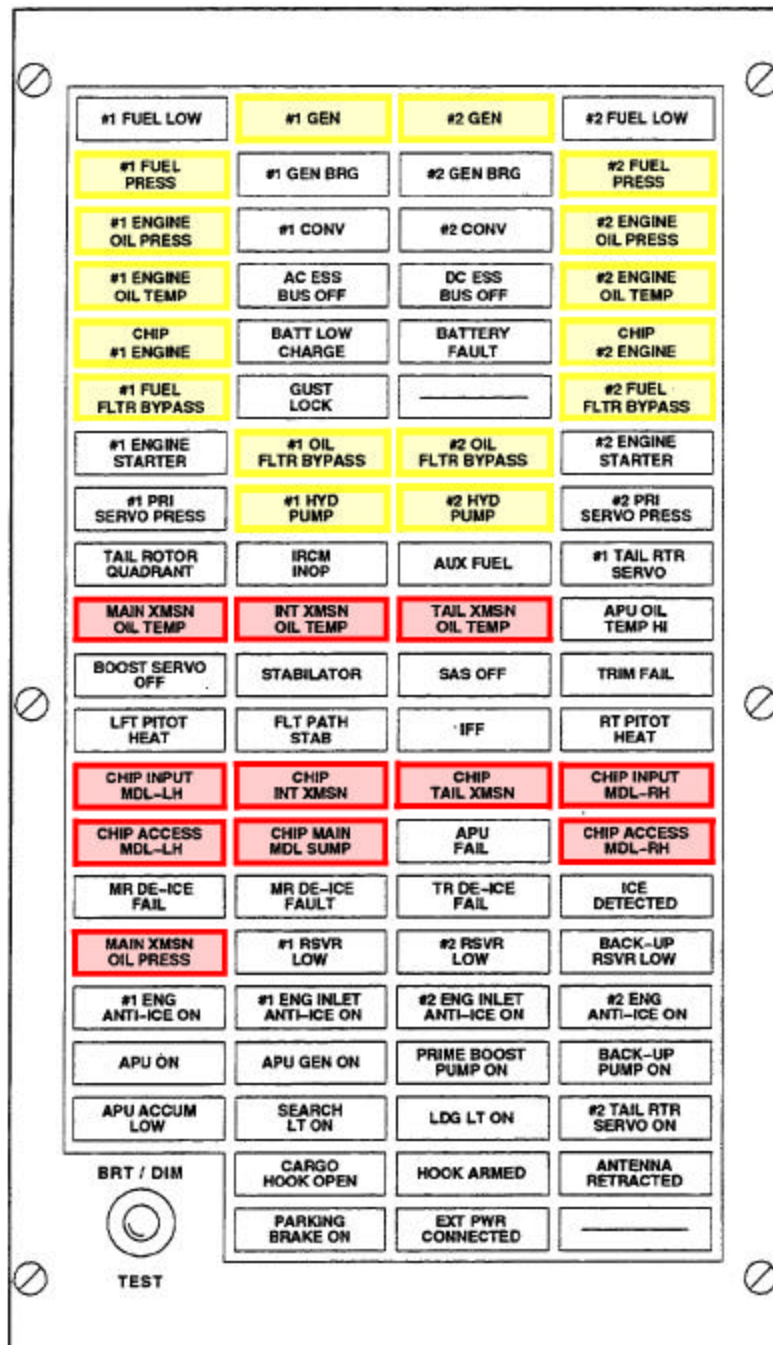 #1 FUEL LOW
#1 GEN
#2 GEN
#2 FUEL LOW
#1 FUEL
PRESS
#1 GEN BRG
#2 GEN BRG
#2 FUEL
PRESS
#1 ENGINE
OIL PRESS
#1 CONV
#2 CONV
#2 ENGINE
OIL PRESS
#1 ENGINE
OIL TEMP
AC ESS
BUS OFF
DC ESS
BUS OFF
#2 ENGINE
OIL TEMP
CHIP
#1 ENGINE
BATT LOW
CHARGE
BATTERY
FAULT
CHIP
#2 ENGINE
#1 FUEL
FLTR BYPASS
GUST
LOCK
#2 FUEL
FLTR BYPASS
#1 ENGINE
STARTER
#1 OIL
FLTR BYPASS
#2 OIL
FLTR BYPASS
#2 ENGINE
STARTER
#1 PRI
SERVO PRESS
#1 HYD
PUMP
#2 HYD
PUMP
#2 PRI
SERVO PRESS
TAIL ROTOR
QUADRANT
IRCM
INOP
AUX FUEL
#1 TAIL RTR
SERVO
MAIN XMSN
OIL TEMP
INT XMSN
OIL TEMP
TAIL XMSN
OIL TEMP
APU OIL
TEMP HI
BOOST SERVO
OFF
STABILATOR
SAS OFF
TRIM FAIL
LFT PITOT
HEAT
FLT PATH
STAB
IFF
RT PITOT
HEAT
CHIP INPUT
MDL-LH
CHIP
INT XMSN
CHIP
TAIL XMSN
CHIP INPUT
MDL-RH
CHIP ACCESS
MDL-LH
CHIP MAIN
MDL SUMP
APU
FAIL
CHIP ACCESS
MDL-RH
MR DE-ICE
FAIL
MR DE-ICE
FAULT
TR DE-ICE
FAIL
ICE
DETECTED
MAIN XMSN
OIL PRESS
#1 RSVR
LOW
#2 RSVR
LOW
BACK-UP
RSVR LOW
#1 ENG
ANTI-ICE ON
#1 ENG INLET
ANTI-ICE ON
#2 ENG INLET
ANTI-ICE ON
#2 ENG
ANTI-ICE ON
APU ON
APU GEN ON
PRIME BOOST
PUMP ON
BACK-UP
PUMP ON
APU ACCUM
LOW
SEARCH
LT ON
LDG LT ON
#2 TAIL RTR
SERVO ON
BRT / DIM
CARGO
HOOK OPEN
HOOK ARMED
ANTENNA
RETRACTED
PARKING
BRAKE ON
EXT PWR
CONNECTED
TEST